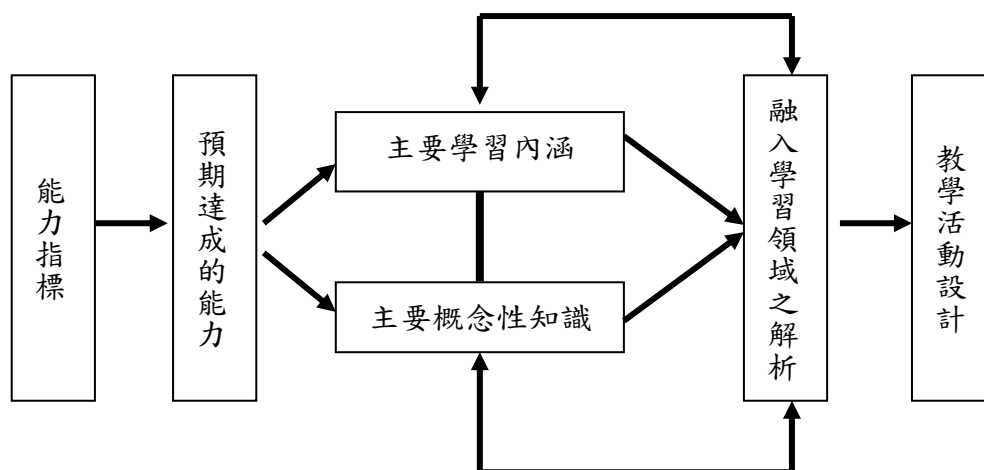 能力指標
預期達成的能力
主要學習內涵
主要概念性知識
融入學習領域之解析
教學活動設計